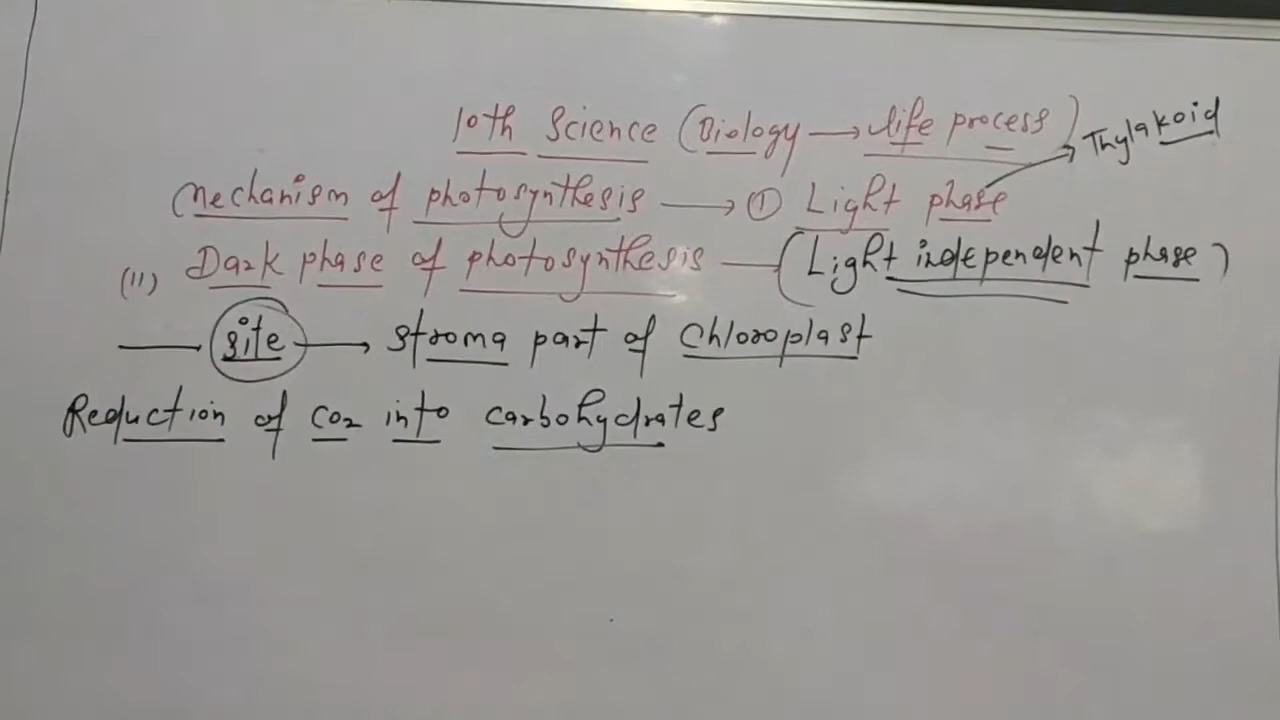 10th Science (Biology → life process)
Thylakoid
Mechanism of photosynthesis → ① Light phase
(11) Dark phase of photosynthesis — (Light independent phase)
— site → stroma part of chloroplast
Reduction of CO2 into carbohydrates